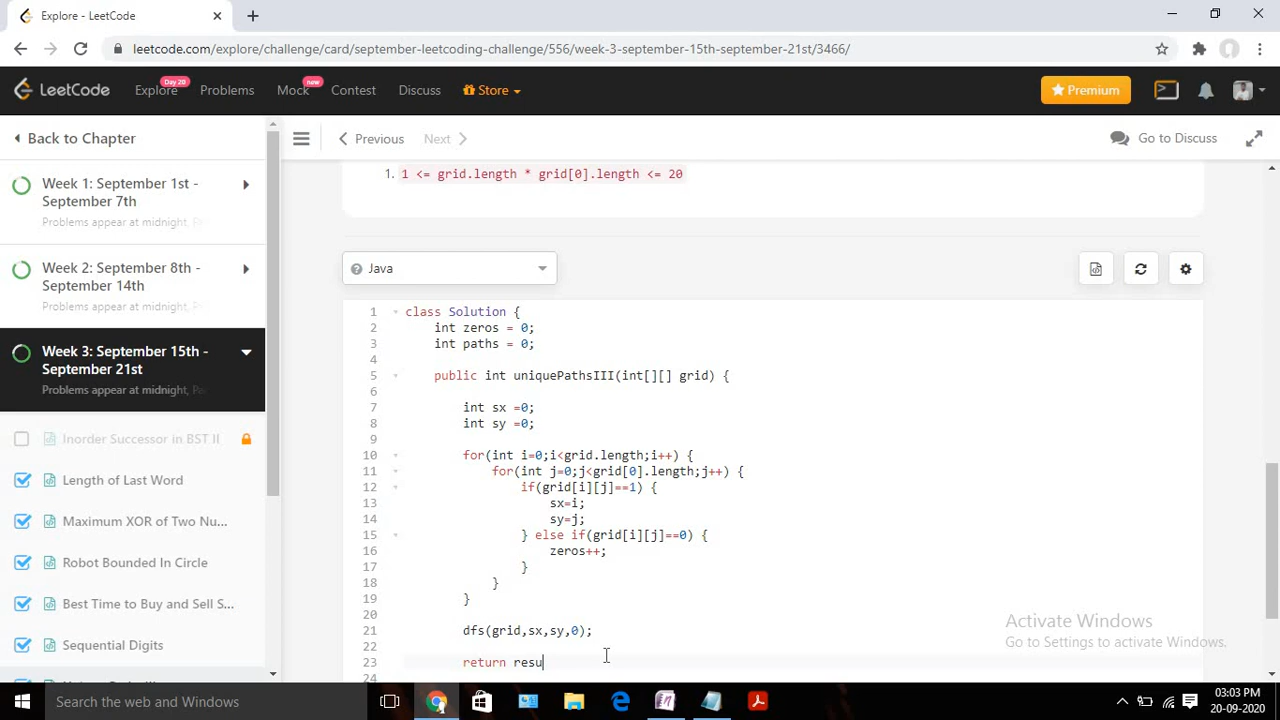 Explore - LeetCode
leetcode.com/explore/challenge/card/september-leetcoding-challenge/556/week-3-september-15th-september-21st/3466/
LeetCode
Explore Day 20
Problems
Mock new
Contest
Discuss
Store
Premium
Back to Chapter
Previous
Next
Go to Discuss
Week 1: September 1st -
September 7th
Problems appear at midnight,
Week 2: September 8th -
September 14th
Problems appear at midnight,
Week 3: September 15th -
September 21st
Problems appear at midnight,
Inorder Successor in BST II
Length of Last Word
Maximum XOR of Two Nu...
Robot Bounded In Circle
Best Time to Buy and Sell S...
Sequential Digits
1. 1 <= grid.length * grid[0].length <= 20
Java
1 class Solution {
2 int zeros = 0;
3 int paths = 0;
4
5 public int uniquePathsIII(int[][] grid) {
6
7 int sx =0;
8 int sy =0;
9
10 for(int i=0;i<grid.length;i++) {
11 for(int j=0;j<grid[0].length;j++) {
12 if(grid[i][j]==1) {
13 sx=i;
14 sy=j;
15 } else if(grid[i][j]==0) {
16 zeros++;
17 }
18 }
19 }
20
21 dfs(grid,sx,sy,0);
22
23 return resu
24
Activate Windows
Go to Settings to activate Windows.
Search the web and Windows
03:03 PM
20-09-2020